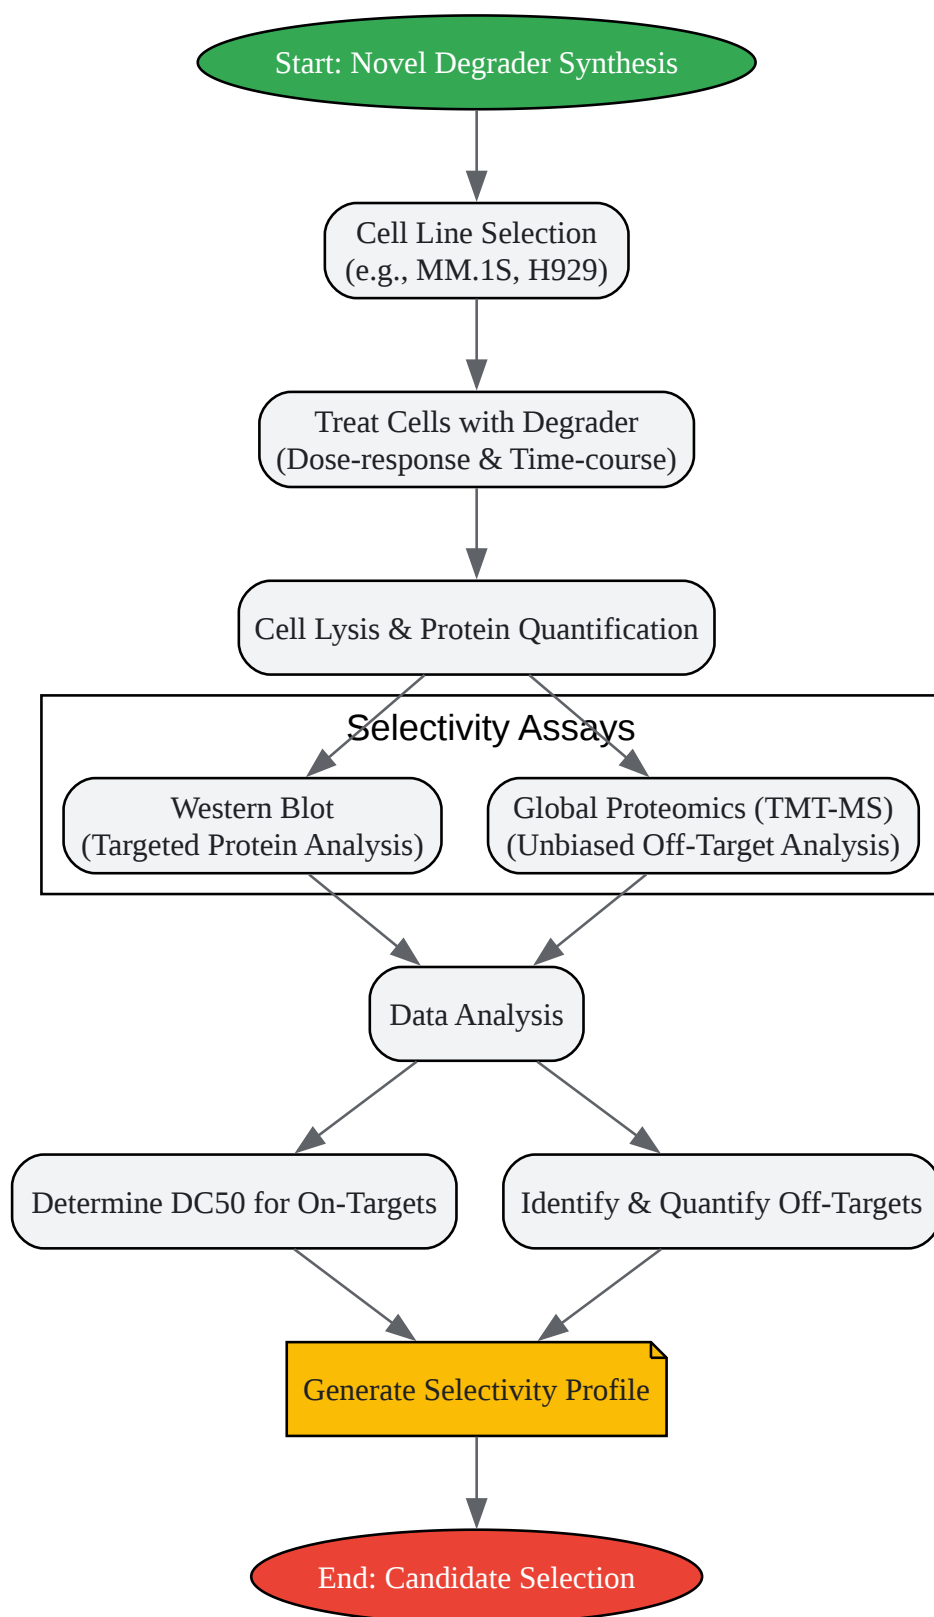 Start: Novel Degrader Synthesis
Cell Line Selection
(e.g., MM.1S, H929)
Treat Cells with Degrader
(Dose-response & Time-course)
Cell Lysis & Protein Quantification
Selectivity Assays
Western Blot
(Targeted Protein Analysis)
Global Proteomics (TMT-MS)
(Unbiased Off-Target Analysis)
Data Analysis
Determine DC50 for On-Targets
Identify & Quantify Off-Targets
Generate Selectivity Profile
End: Candidate Selection